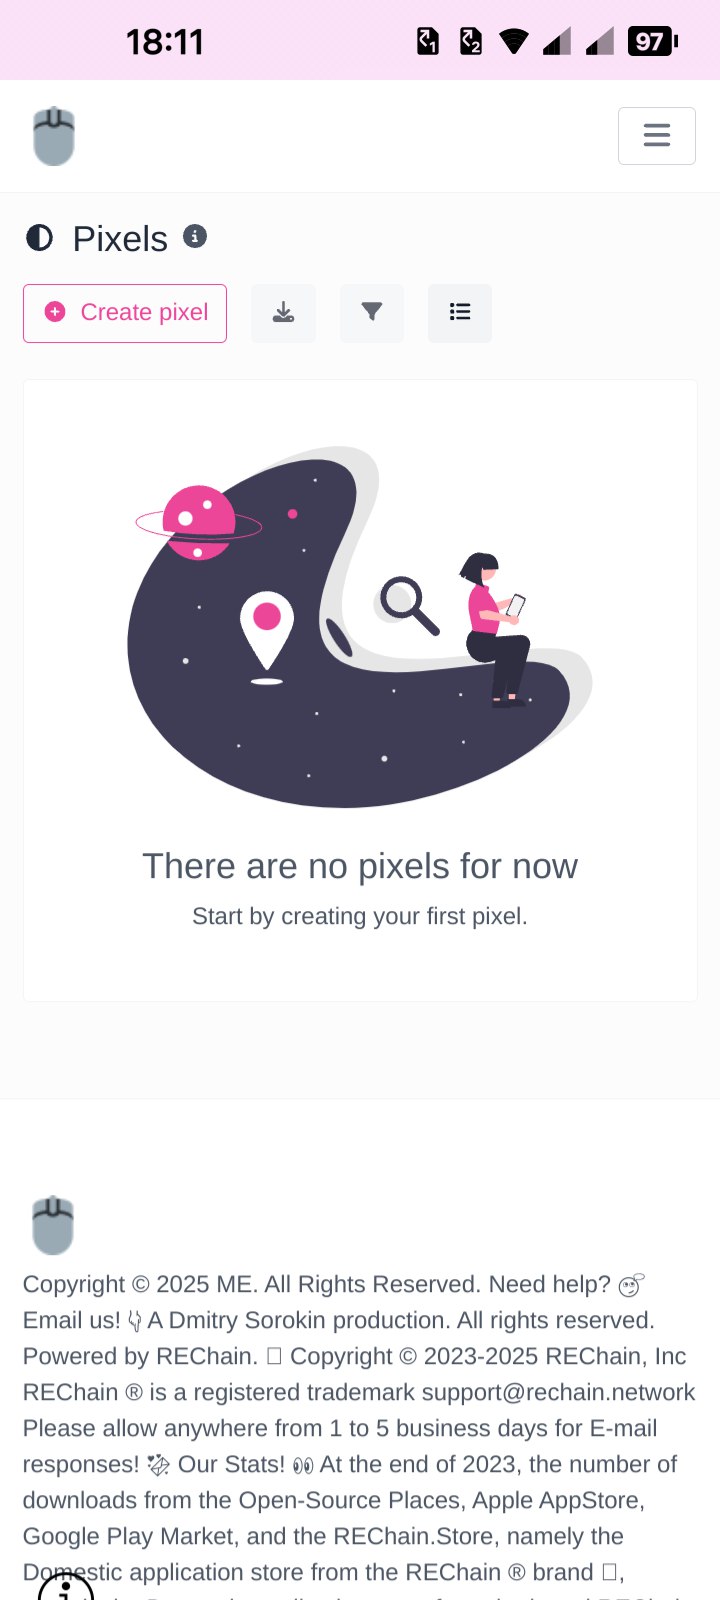 18:11
1
2
97
Pixels
Create pixel
There are no pixels for now
Start by creating your first pixel.
Copyright © 2025 ME. All Rights Reserved. Need help?
Email us! A Dmitry Sorokin production. All rights reserved.
Powered by REChain. Copyright © 2023-2025 REChain, Inc
REChain ® is a registered trademark support@rechain.network
Please allow anywhere from 1 to 5 business days for E-mail
responses! Our Stats! 👀 At the end of 2023, the number of
downloads from the Open-Source Places, Apple AppStore,
Google Play Market, and the REChain.Store, namely the
Domestic application store from the REChain ® brand ,